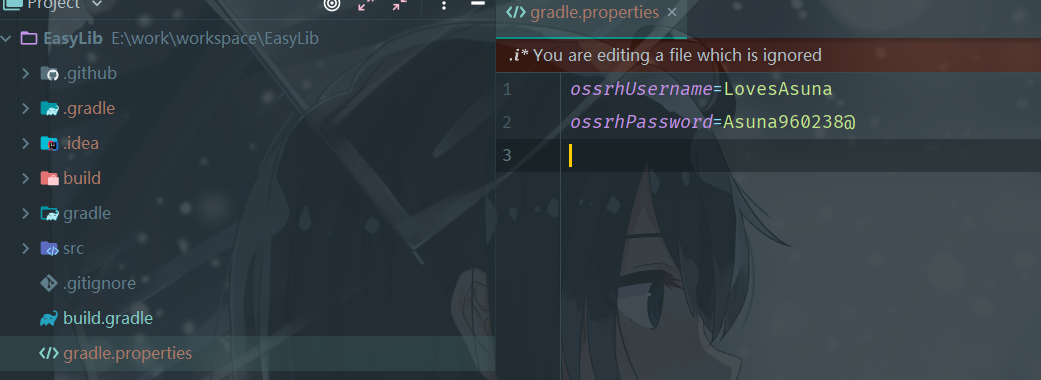 Project
EasyLib E:\work\workspace\EasyLib
.github
.gradle
.idea
build
gradle
src
.gitignore
build.gradle
gradle.properties
gradle.properties ×
.i* You are editing a file which is ignored
1 ossrhUsername=LovesAsuna
2 ossrhPassword=Asuna960238@
3